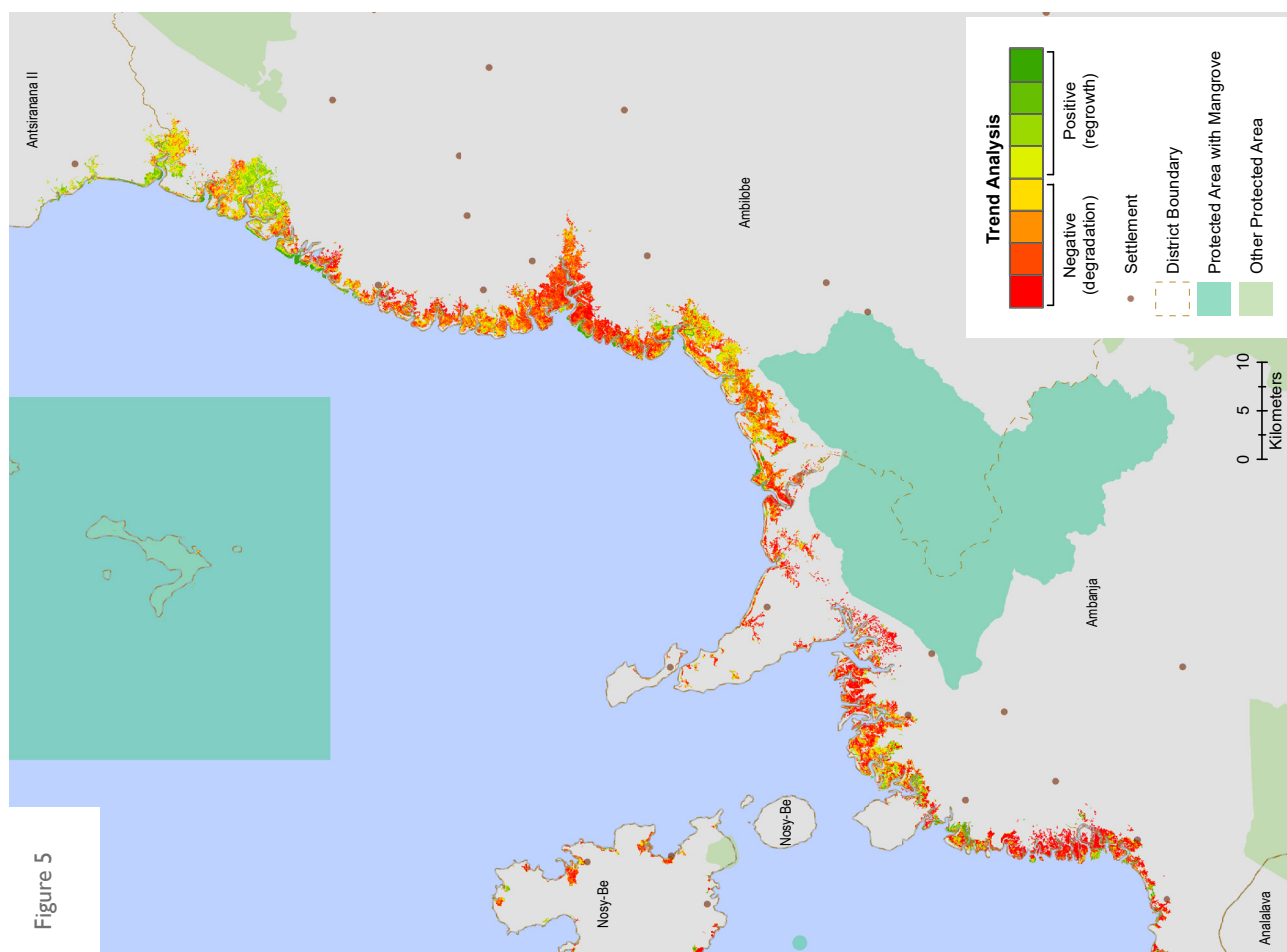 Figure 5
Antsiranana II
Ambilobe
Ambanja
Nosy-Be
Nosy-Be
Analalava
Trend Analysis
Negative
(degradation)
Positive
(regrowth)
Settlement
District Boundary
Protected Area with Mangrove
Other Protected Area
0 5 10
Kilometers